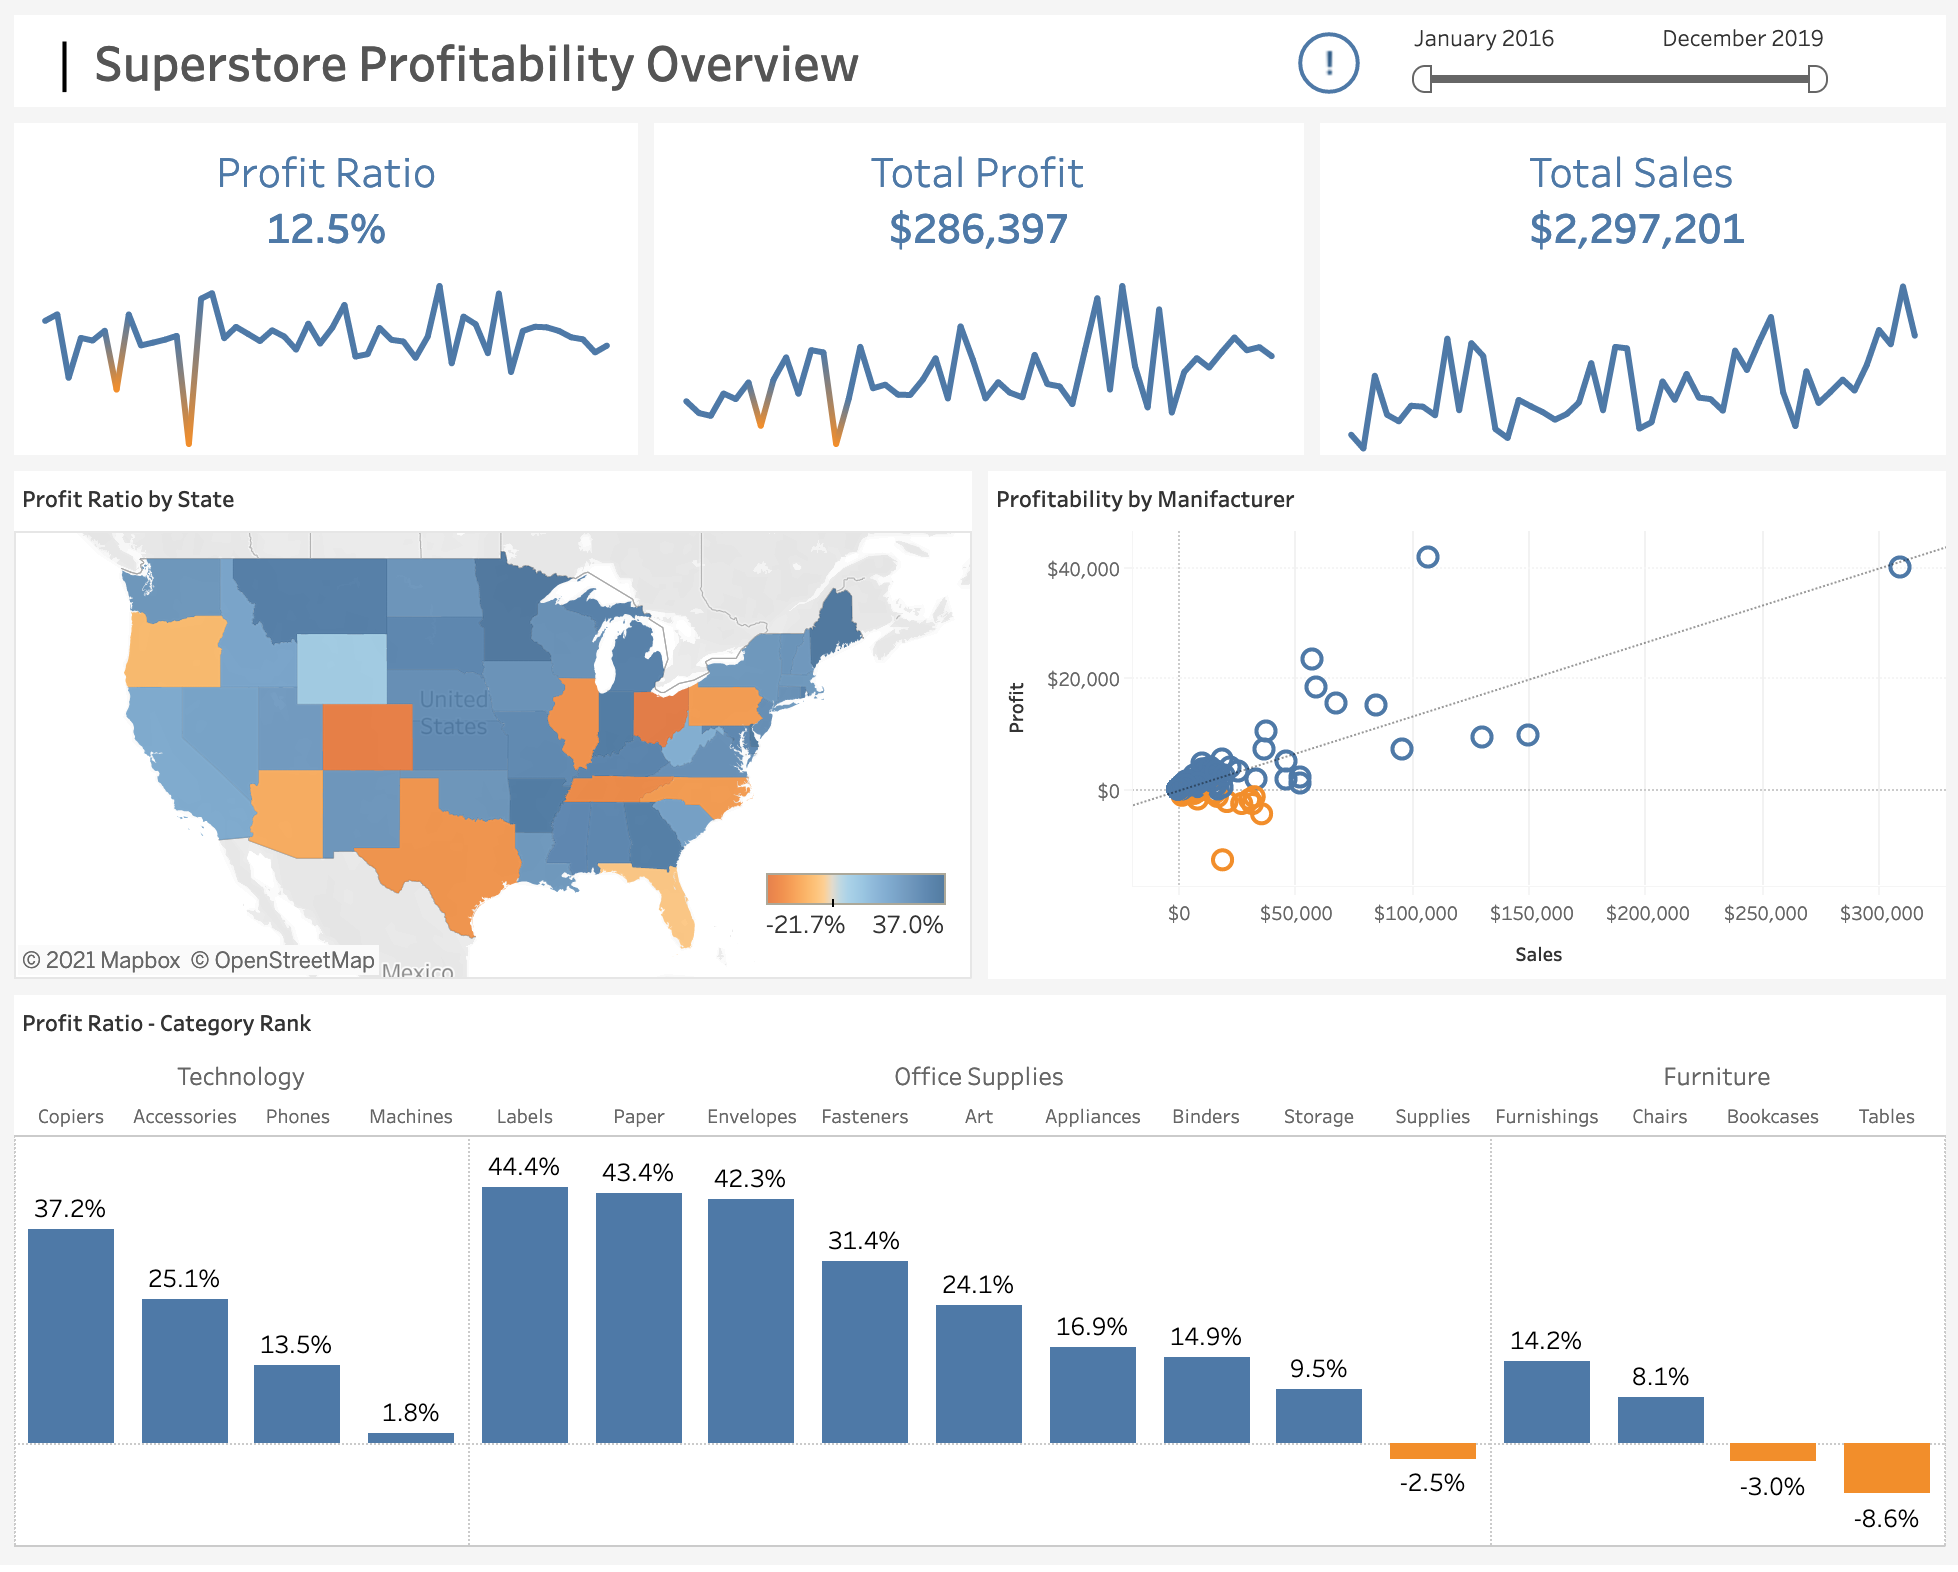 Superstore Profitability Overview
!
January 2016 December 2019
Profit Ratio
12.5%
Total Profit
$286,397
Total Sales
$2,297,201
Profit Ratio by State
United
States
Mexico
-21.7% 37.0%
© 2021 Mapbox © OpenStreetMap
Profitability by Manifacturer
Profit
$40,000
$20,000
$0
$0 $50,000 $100,000 $150,000 $200,000 $250,000 $300,000
Sales
Profit Ratio - Category Rank
Technology Office Supplies Furniture
Copiers Accessories Phones Machines Labels Paper Envelopes Fasteners Art Appliances Binders Storage Supplies Furnishings Chairs Bookcases Tables
37.2% 25.1% 13.5% 1.8% 44.4% 43.4% 42.3% 31.4% 24.1% 16.9% 14.9% 9.5% -2.5% 14.2% 8.1% -3.0% -8.6%